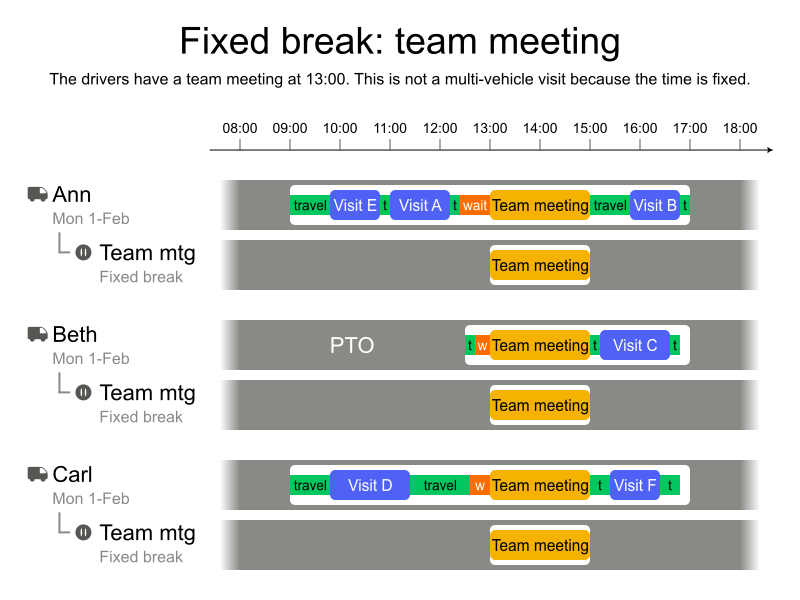 Fixed break: team meeting
The drivers have a team meeting at 13:00. This is not a multi-vehicle visit because the time is fixed.
08:00 09:00 10:00 11:00 12:00 13:00 14:00 15:00 16:00 17:00 18:00
Ann
Mon 1-Feb
travel Visit E t Visit A t wait Team meeting travel Visit B t
Team mtg
Fixed break
Team meeting
Beth
Mon 1-Feb
PTO t w Team meeting t Visit C t
Team mtg
Fixed break
Team meeting
Carl
Mon 1-Feb
travel Visit D travel w Team meeting t Visit F t
Team mtg
Fixed break
Team meeting